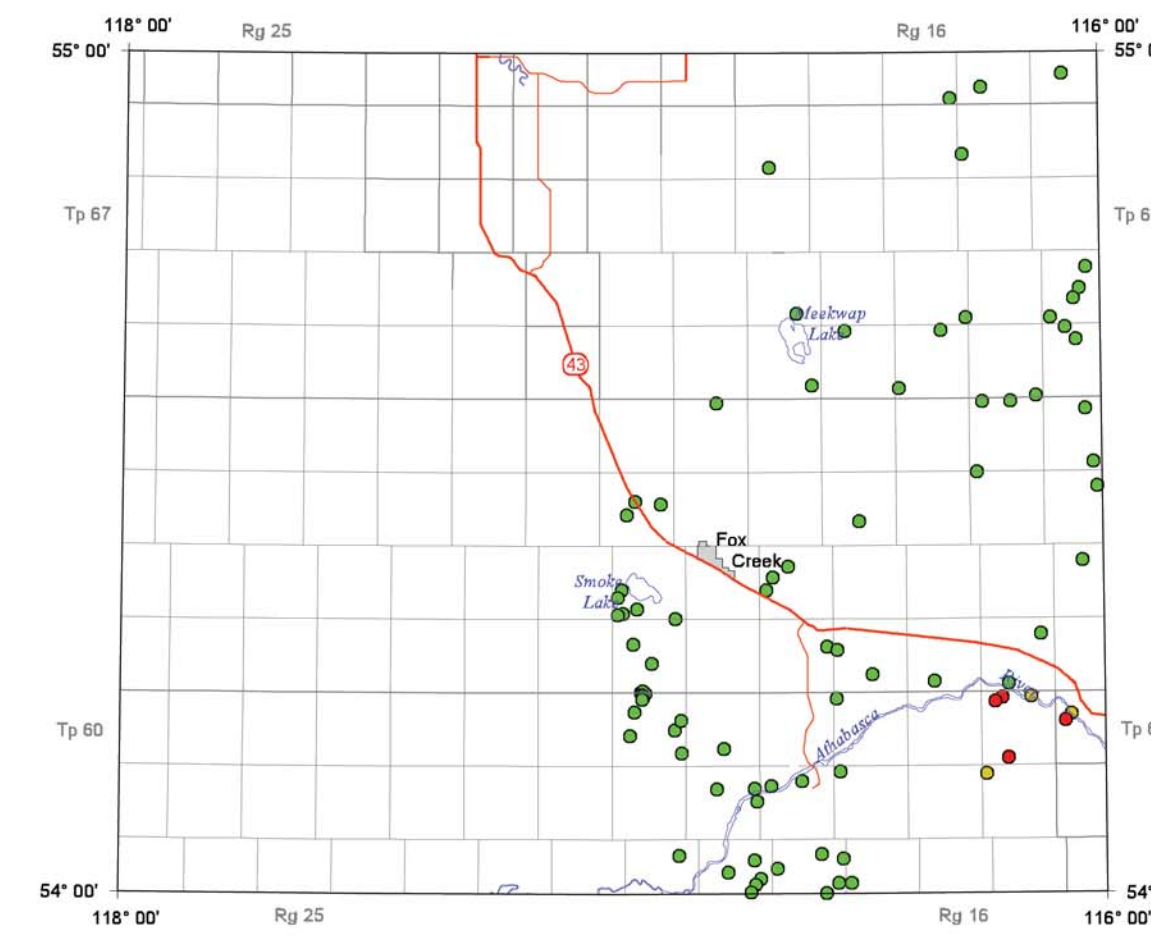 118° 00'
Rg 25
Rg 16
116° 00'
55° 00'
55° 0
Tp 67
Tp 6
Meekwap
Lake
43
Fox
Creek
Smoke
Lake
River
Athabasca
Tp 60
Tp 6
54° 00'
54°
118° 00'
Rg 25
Rg 16
116° 00'